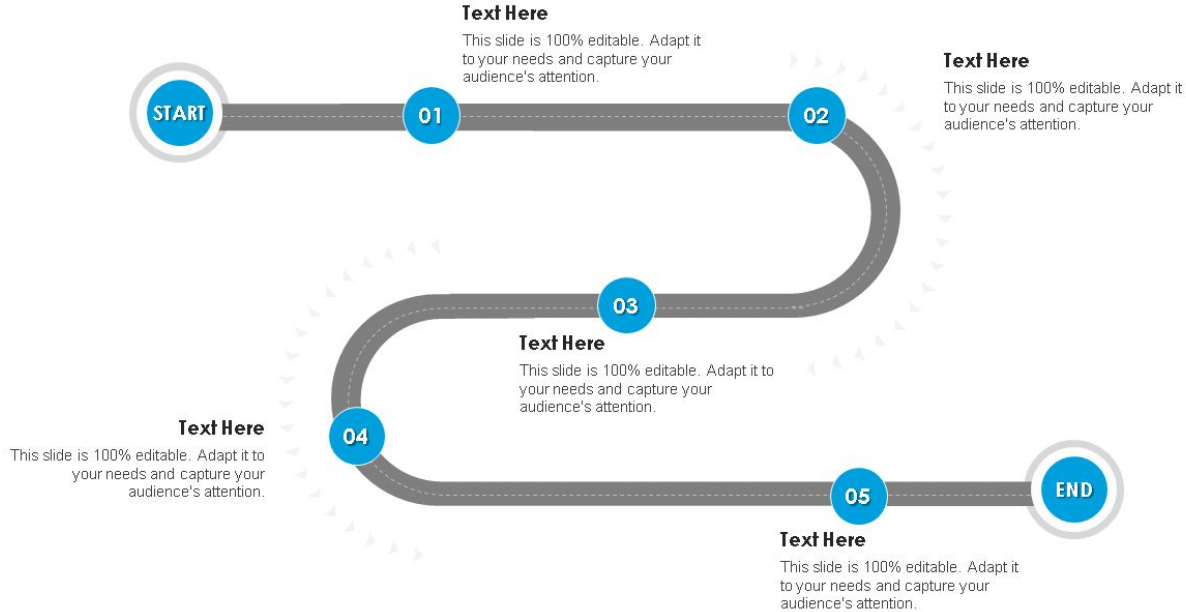 Text Here
This slide is 100% editable. Adapt it
to your needs and capture your
audience's attention.
Text Here
This slide is 100% editable. Adapt it
to your needs and capture your
audience's attention.
START
01
02
03
Text Here
This slide is 100% editable. Adapt it to
your needs and capture your
audience's attention.
Text Here
This slide is 100% editable. Adapt it to
your needs and capture your
audience's attention.
04
05
END
Text Here
This slide is 100% editable. Adapt it
to your needs and capture your
audience's attention.